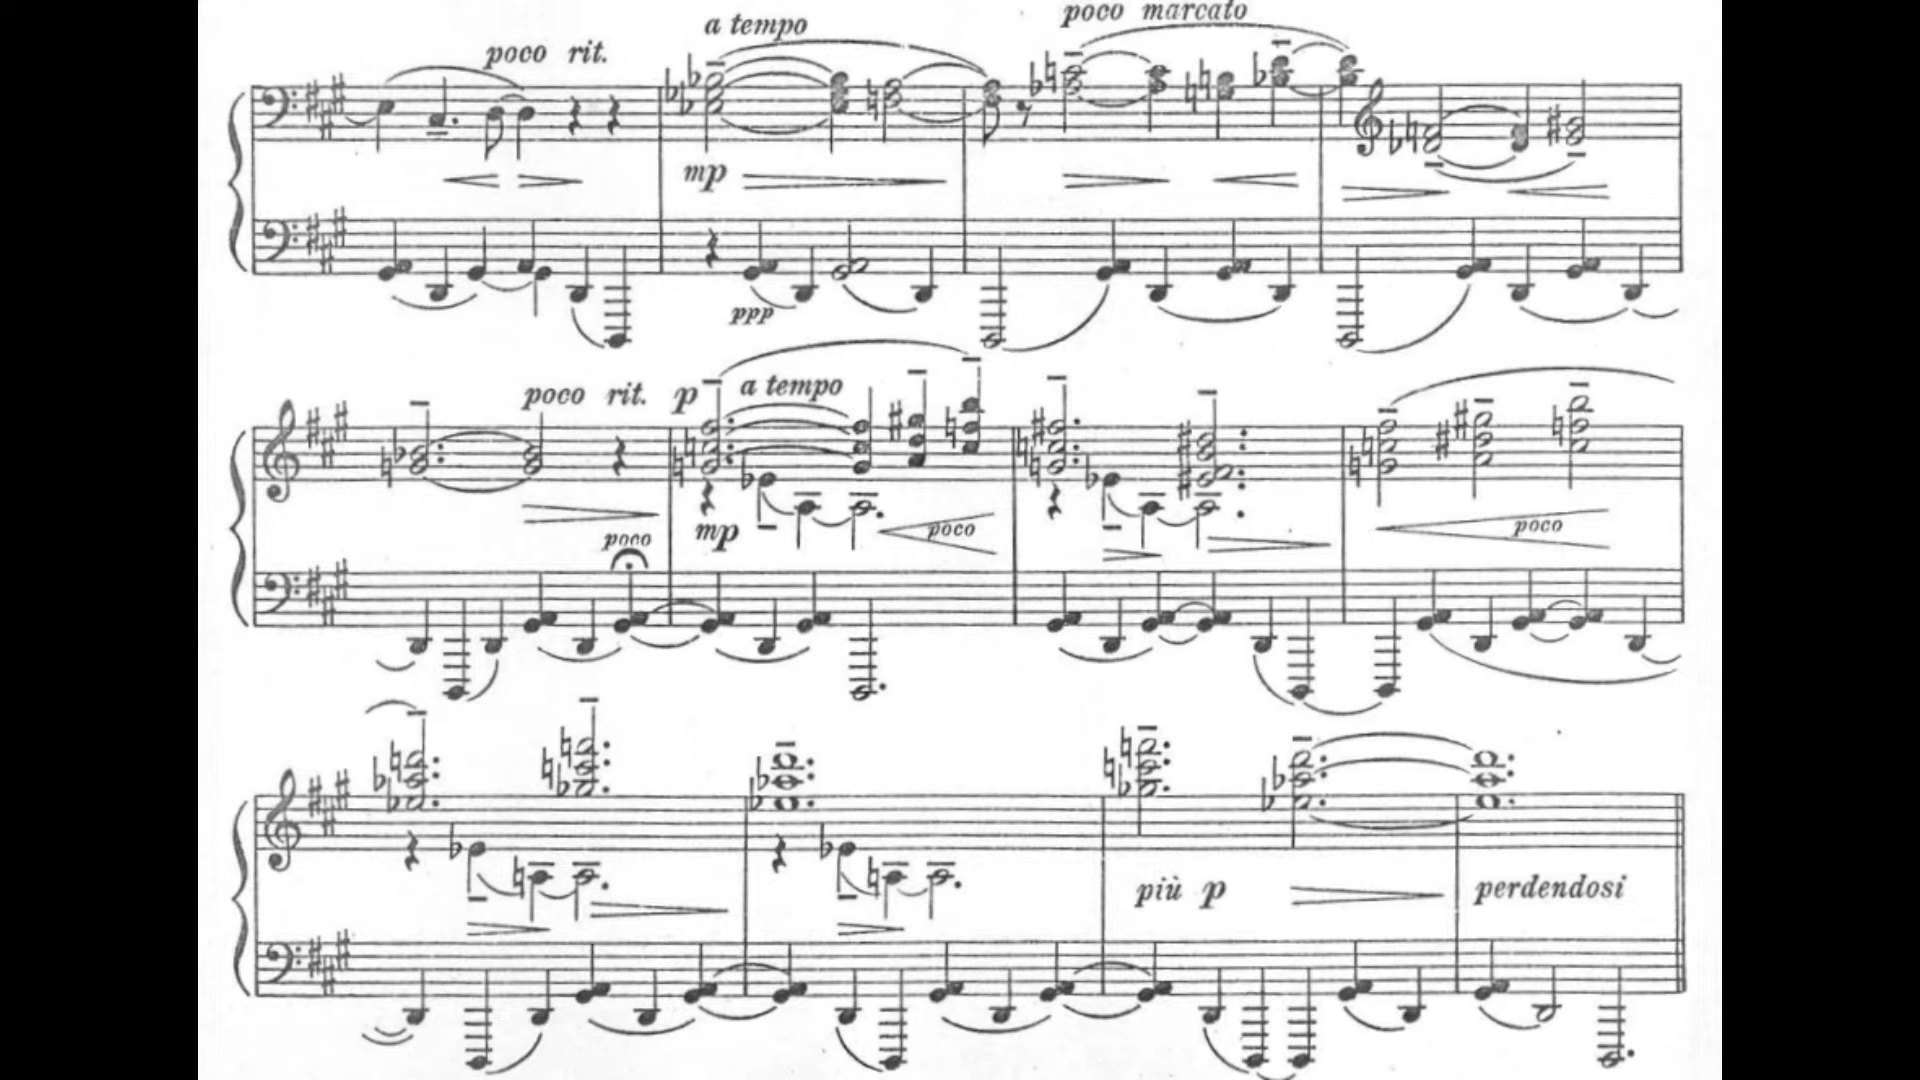 poco rit.
a tempo
poco marcato
mp
ppp
poco rit.
p
a tempo
poco
mp
poco
poco
più p
perdendosi